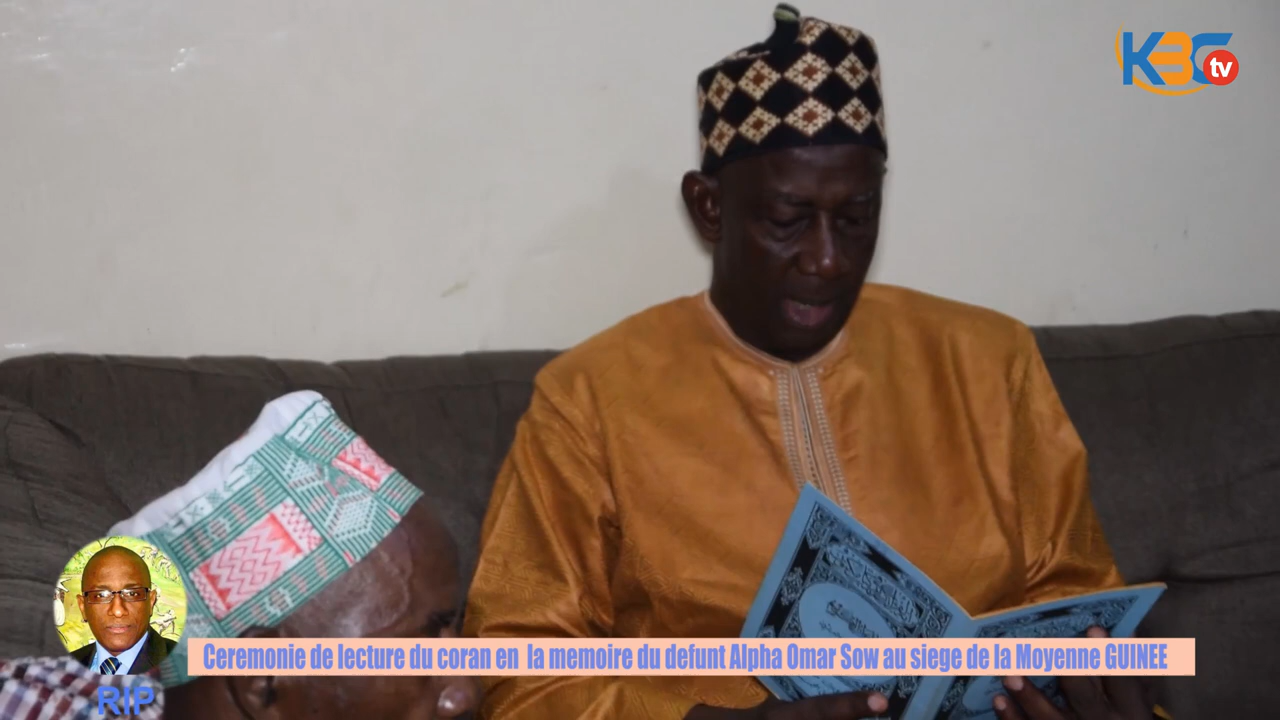 KBC tv
Ceremonie de lecture du coran en la memoire du defunt Alpha Omar Sow au siege de la Moyenne GUINEE
RIP